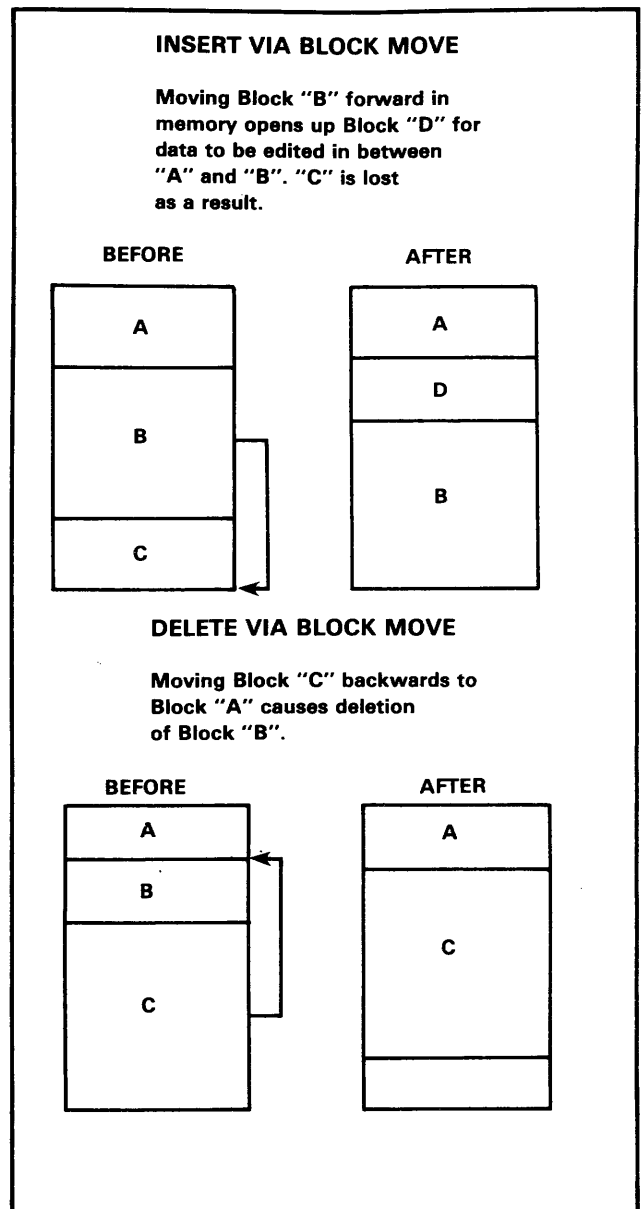 INSERT VIA BLOCK MOVE
Moving Block "B" forward in
memory opens up Block "D" for
data to be edited in between
"A" and "B". "C" is lost
as a result.
BEFORE
AFTER
A
B
C
A
D
B
DELETE VIA BLOCK MOVE
Moving Block "C" backwards to
Block "A" causes deletion
of Block "B".
BEFORE
AFTER
A
B
C
A
C